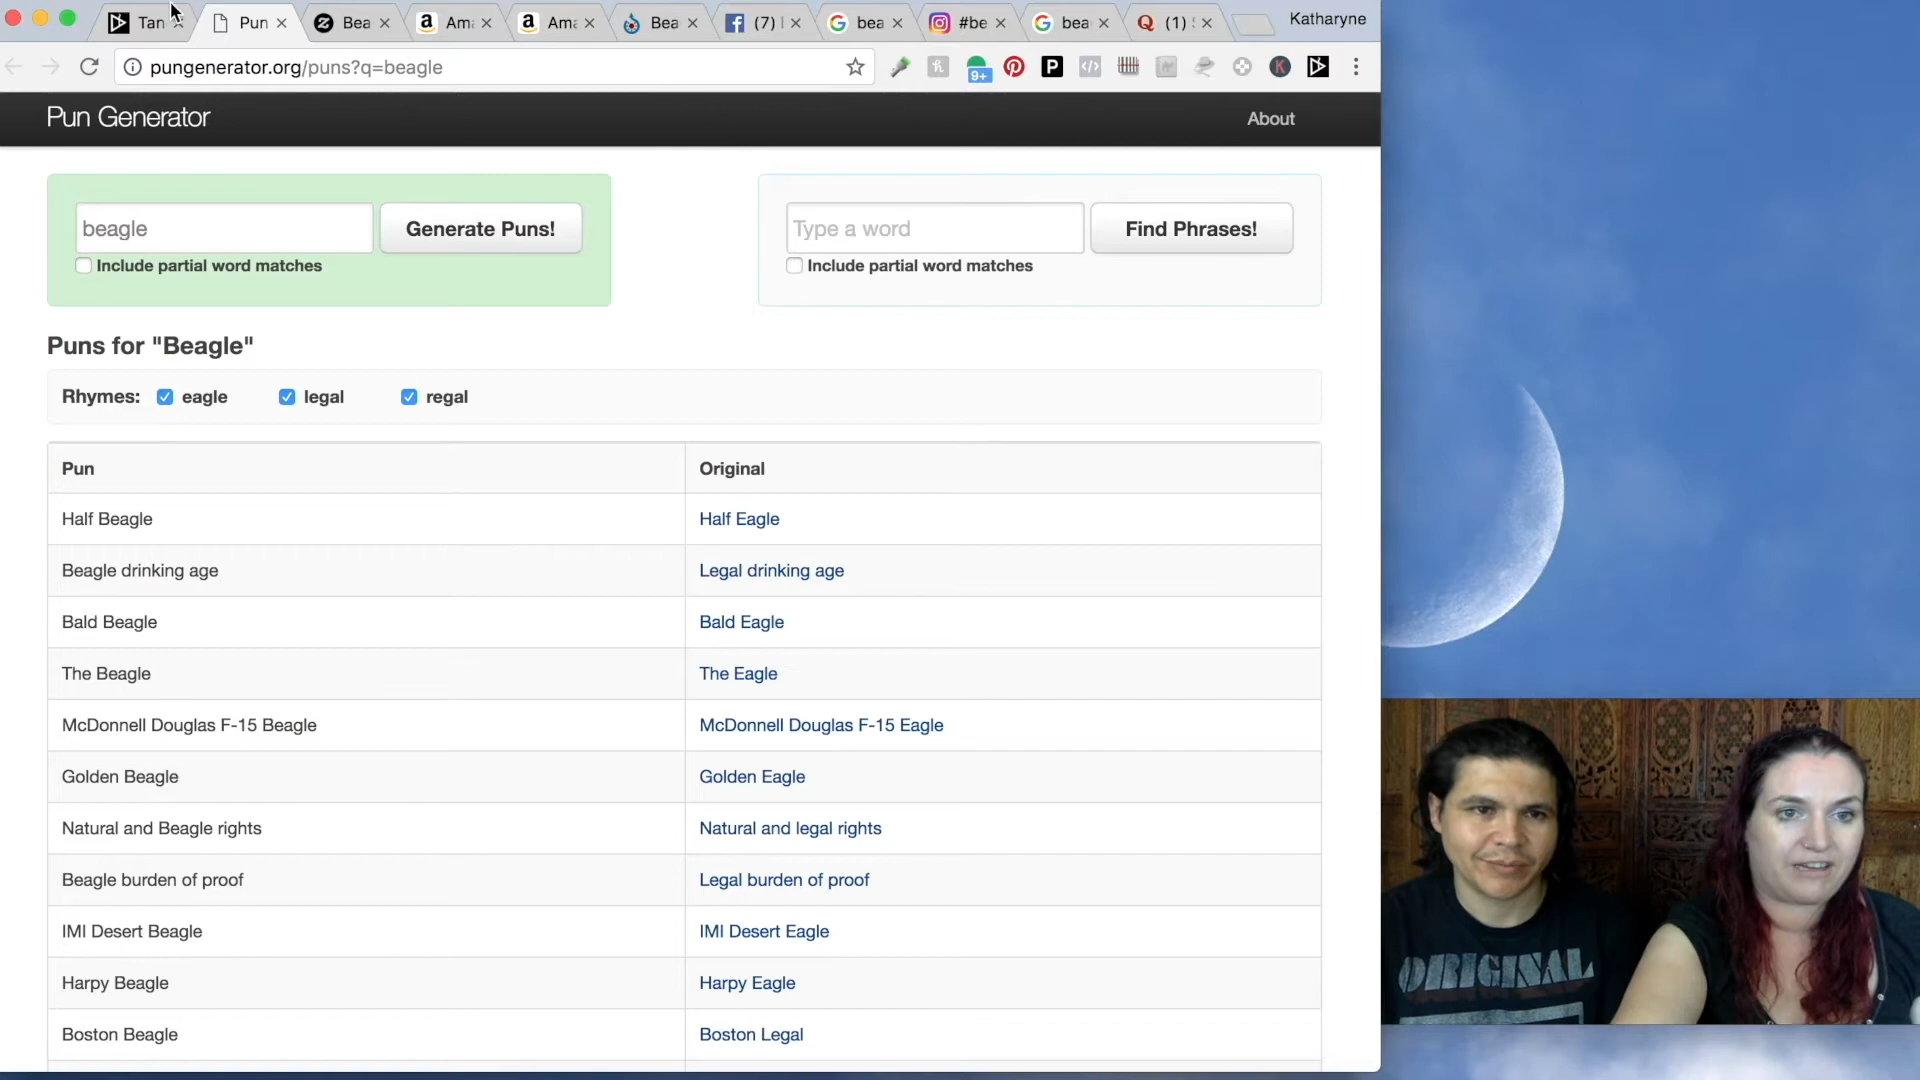 Tan
Pun
Bea
Ama
Ama
Bea
(7)
bea
#be
bea
(1)
Katharyne
pungenerator.org/puns?q=beagle
9+
Pun Generator
About
beagle
Generate Puns!
Type a word
Find Phrases!
Include partial word matches
Include partial word matches
Puns for "Beagle"
Rhymes: eagle legal regal
Pun Original
Half Beagle Half Eagle
Beagle drinking age Legal drinking age
Bald Beagle Bald Eagle
The Beagle The Eagle
McDonnell Douglas F-15 Beagle McDonnell Douglas F-15 Eagle
Golden Beagle Golden Eagle
Natural and Beagle rights Natural and legal rights
Beagle burden of proof Legal burden of proof
IMI Desert Beagle IMI Desert Eagle
Harpy Beagle Harpy Eagle
Boston Beagle Boston Legal
ORIGINAL